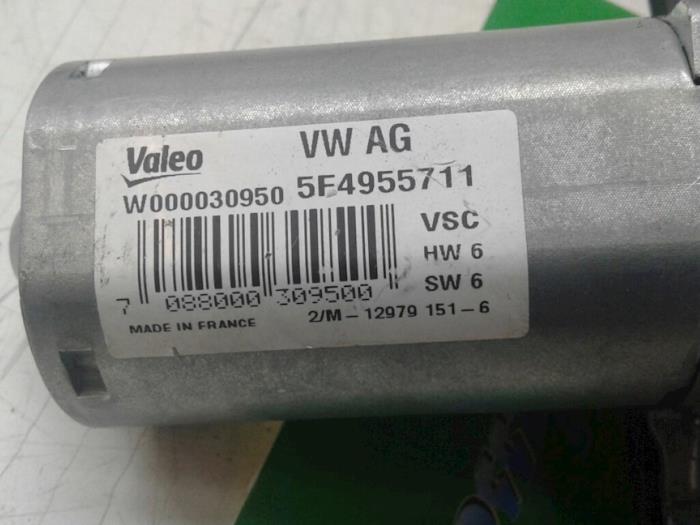 Valeo VW AG
W000030950 5F4955711
VSC
HW 6
SW 6
7 088000 309500
MADE IN FRANCE 2/M-12979 151-6